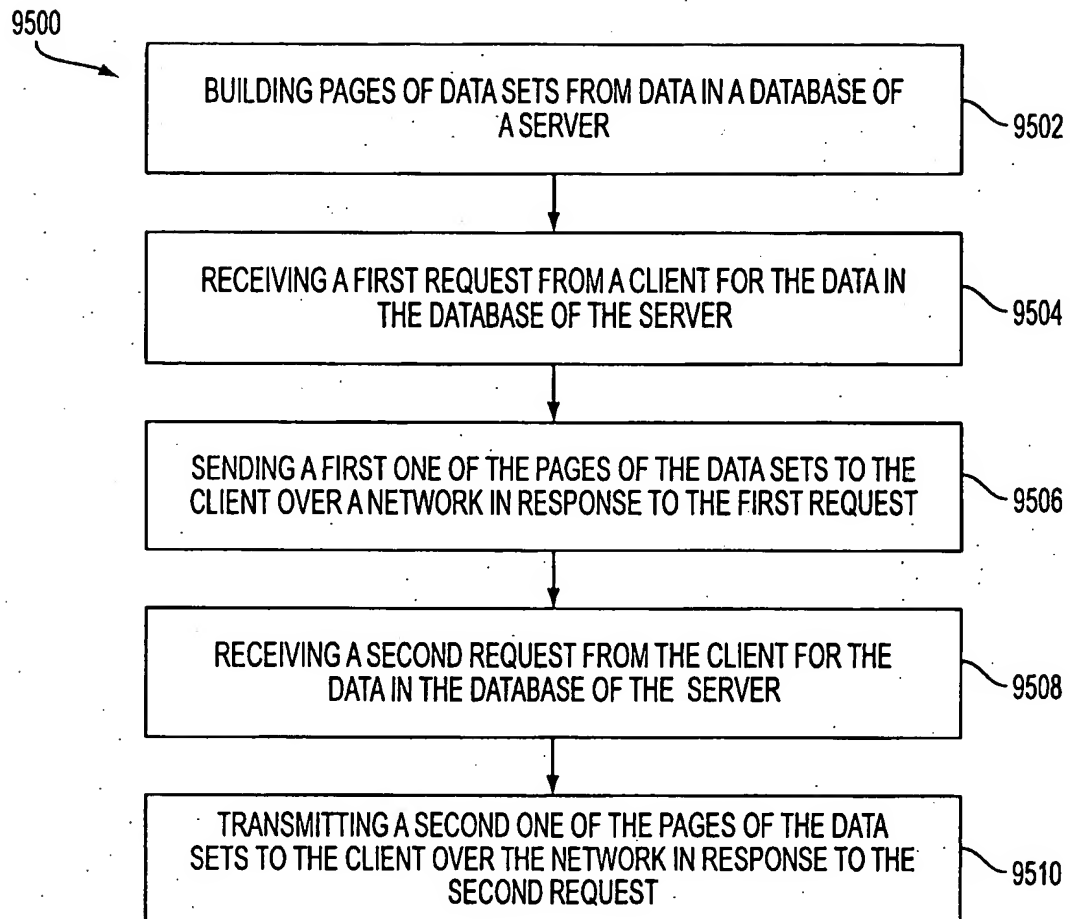 9500
BUILDING PAGES OF DATA SETS FROM DATA IN A DATABASE OF
A SERVER
9502
RECEIVING A FIRST REQUEST FROM A CLIENT FOR THE DATA IN
THE DATABASE OF THE SERVER
9504
SENDING A FIRST ONE OF THE PAGES OF THE DATA SETS TO THE
CLIENT OVER A NETWORK IN RESPONSE TO THE FIRST REQUEST
9506
RECEIVING A SECOND REQUEST FROM THE CLIENT FOR THE
DATA IN THE DATABASE OF THE SERVER
9508
TRANSMITTING A SECOND ONE OF THE PAGES OF THE DATA
SETS TO THE CLIENT OVER THE NETWORK IN RESPONSE TO THE
SECOND REQUEST
9510